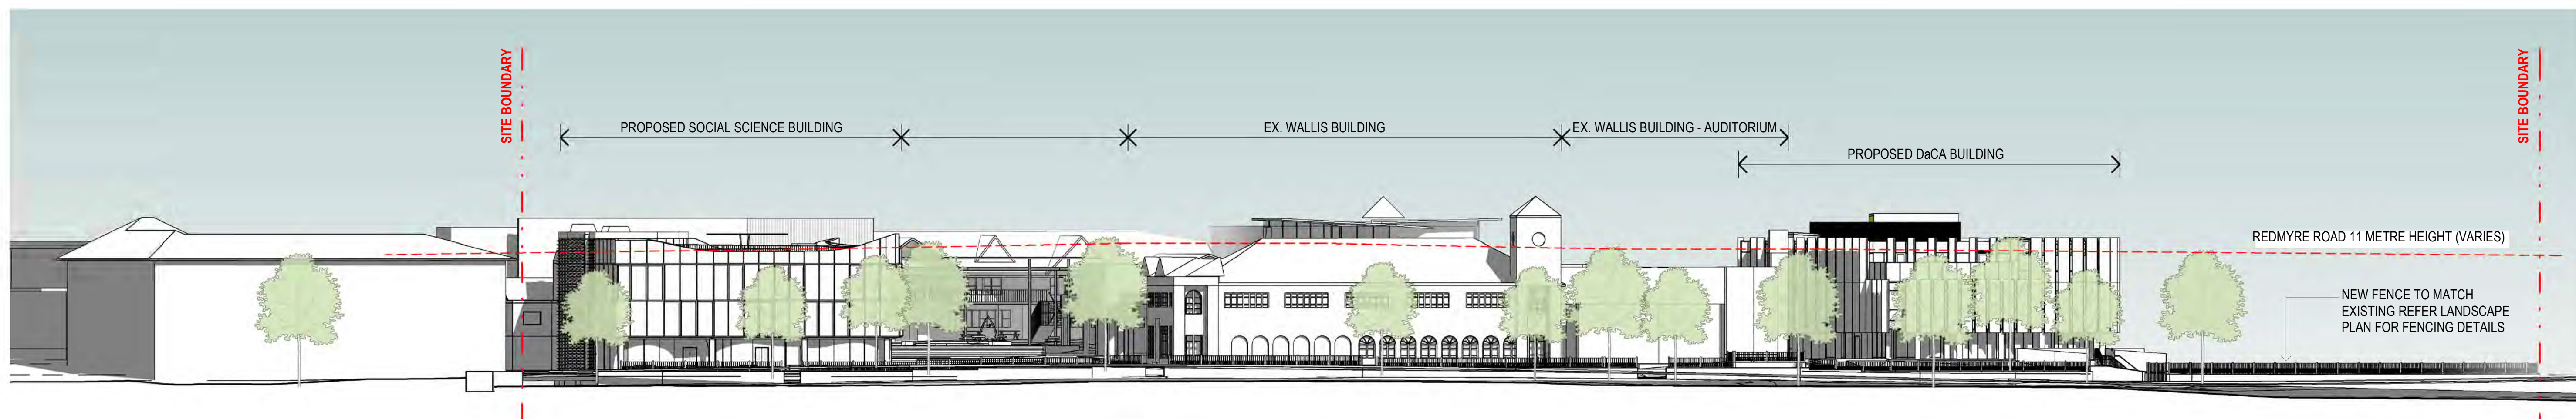 SITE BOUNDARY
SITE BOUNDARY
PROPOSED SOCIAL SCIENCE BUILDING
EX. WALLIS BUILDING
EX. WALLIS BUILDING - AUDITORIUM
PROPOSED DaCA BUILDING
REDMYRE ROAD 11 METRE HEIGHT (VARIES)
NEW FENCE TO MATCH
EXISTING REFER LANDSCAPE
PLAN FOR FENCING DETAILS